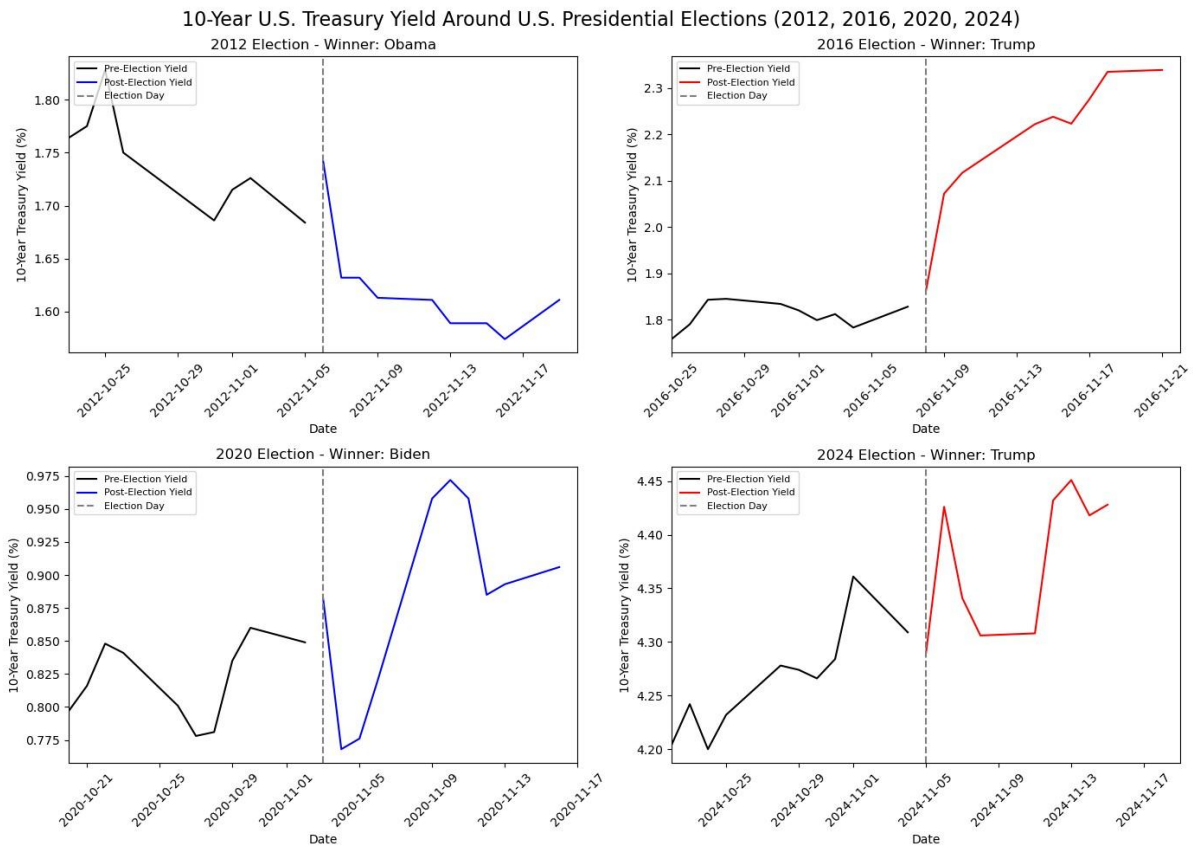 10-Year U.S. Treasury Yield Around U.S. Presidential Elections (2012, 2016, 2020, 2024)
2012 Election - Winner: Obama
Pre-Election Yield
Post-Election Yield
Election Day
10-Year Treasury Yield (%)
1.80
1.75
1.70
1.65
1.60
2012-10-25
2012-10-29
2012-11-01
2012-11-05
2012-11-09
2012-11-13
2012-11-17
Date
2016 Election - Winner: Trump
Pre-Election Yield
Post-Election Yield
Election Day
10-Year Treasury Yield (%)
2.3
2.2
2.1
2.0
1.9
1.8
2016-10-25
2016-10-29
2016-11-01
2016-11-05
2016-11-09
2016-11-13
2016-11-17
2016-11-21
Date
2020 Election - Winner: Biden
Pre-Election Yield
Post-Election Yield
Election Day
10-Year Treasury Yield (%)
0.975
0.950
0.925
0.900
0.875
0.850
0.825
0.800
0.775
2020-10-21
2020-10-25
2020-10-29
2020-11-01
2020-11-05
2020-11-09
2020-11-13
2020-11-17
Date
2024 Election - Winner: Trump
Pre-Election Yield
Post-Election Yield
Election Day
10-Year Treasury Yield (%)
4.45
4.40
4.35
4.30
4.25
4.20
2024-10-25
2024-10-29
2024-11-01
2024-11-05
2024-11-09
2024-11-13
2024-11-17
Date